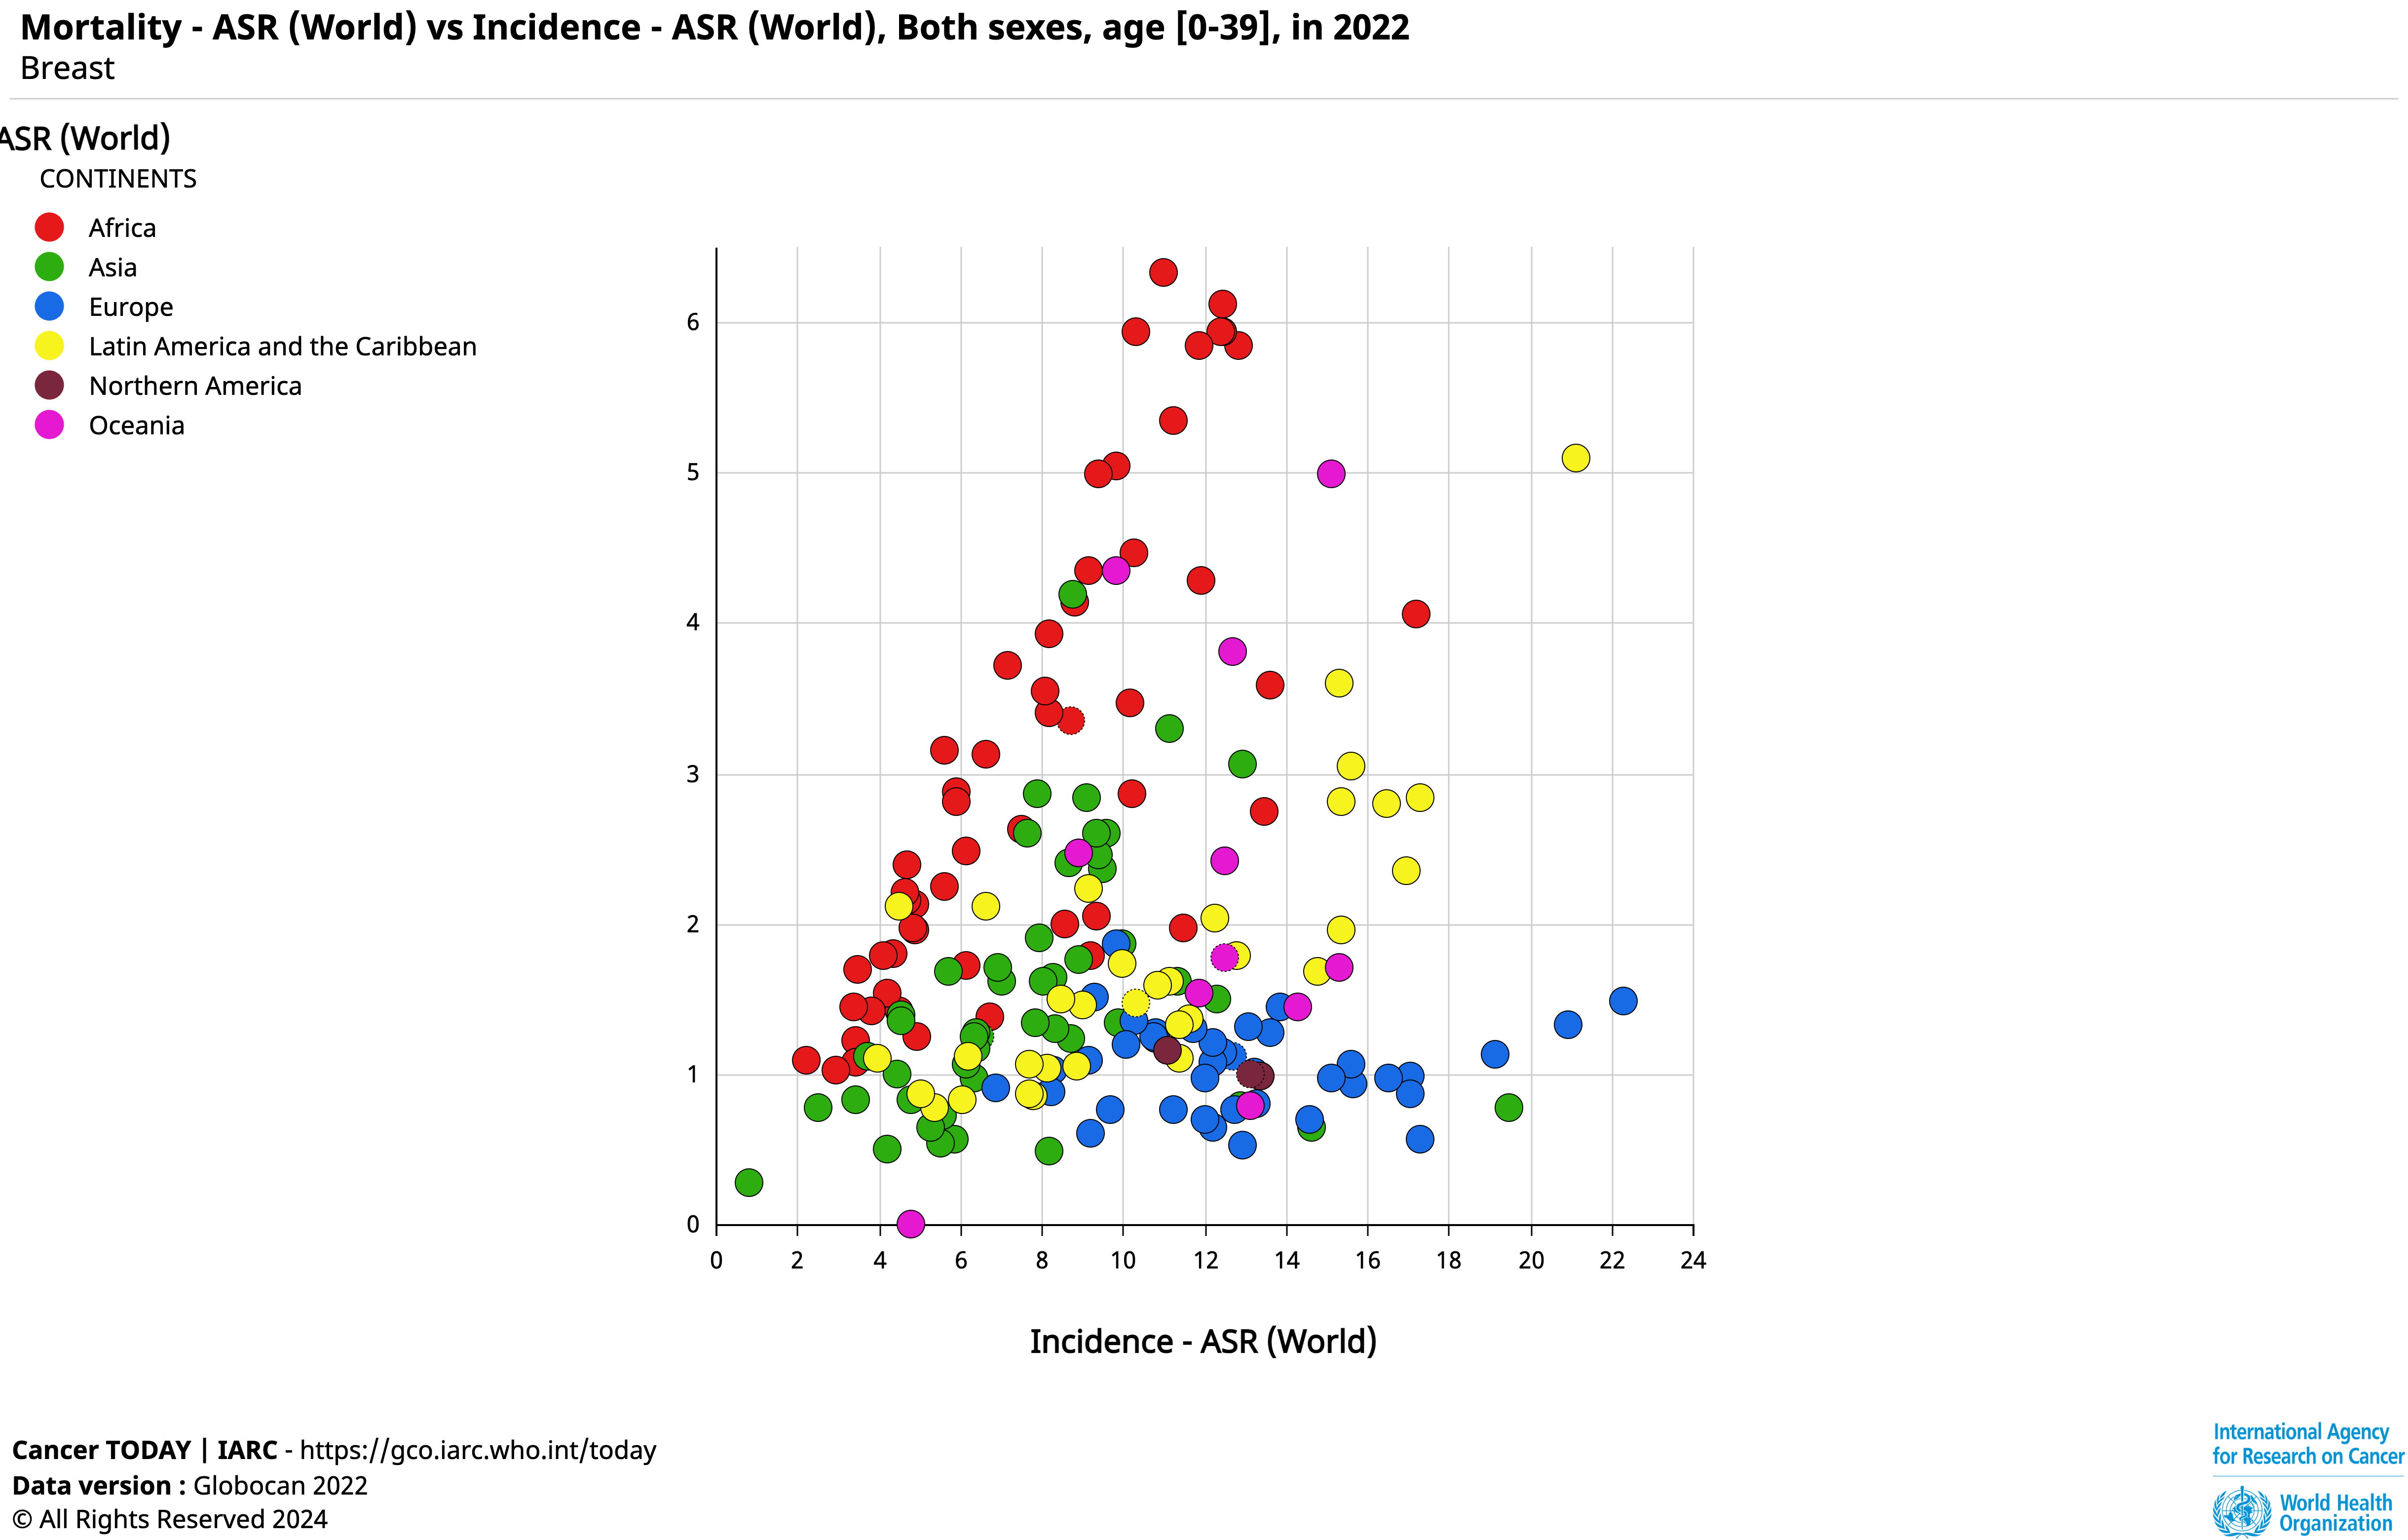 Mortality - ASR (World) vs Incidence - ASR (World), Both sexes, age [0-39], in 2022
Breast
ASR (World)
CONTINENTS
Africa
Asia
Europe
Latin America and the Caribbean
Northern America
Oceania
6
5
4
3
2
1
0
0 2 4 6 8 10 12 14 16 18 20 22 24
Incidence - ASR (World)
Cancer TODAY | IARC - https://gco.iarc.who.int/today
Data version : Globocan 2022
© All Rights Reserved 2024
International Agency
for Research on Cancer
World Health
Organization